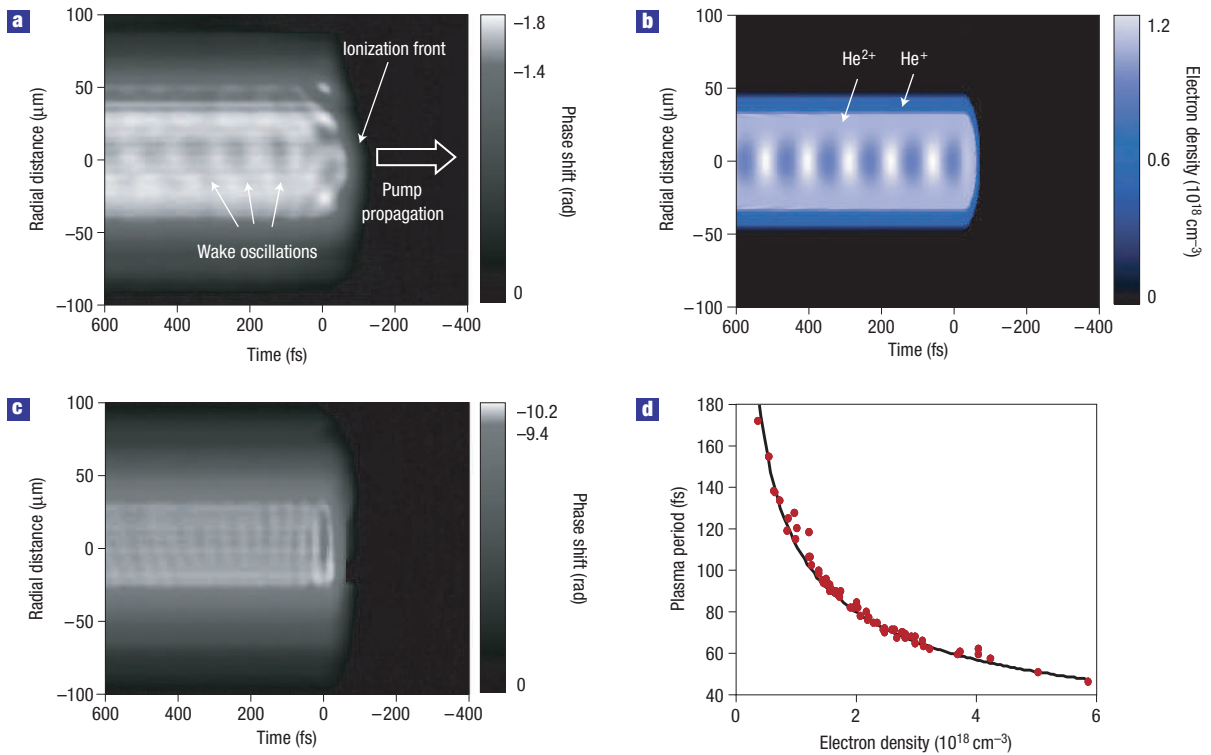 a
100
50
0
−50
−100
Radial distance (μm)
600
400
200
0
−200
−400
Time (fs)
Ionization front
Pump
propagation
Wake oscillations
−1.8
−1.4
0
Phase shift (rad)
b
100
50
0
−50
−100
Radial distance (μm)
600
400
200
0
−200
−400
Time (fs)
He2+
He+
1.2
0.6
0
Electron density (10¹⁸ cm⁻³)
c
100
50
0
−50
−100
Radial distance (μm)
600
400
200
0
−200
−400
Time (fs)
−10.2
−9.4
0
Phase shift (rad)
d
180
160
140
120
100
80
60
40
Plasma period (fs)
0
2
4
6
Electron density (10¹⁸ cm⁻³)